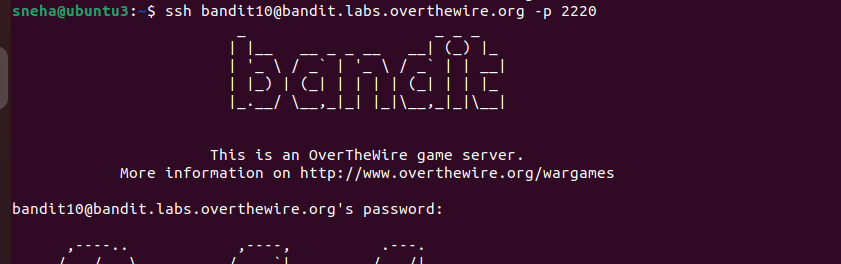 sneha@ubuntu3:~$ ssh bandit10@bandit.labs.overthewire.org -p 2220
bandit
This is an OverTheWire game server.
More information on http://www.overthewire.org/wargames
bandit10@bandit.labs.overthewire.org's password: